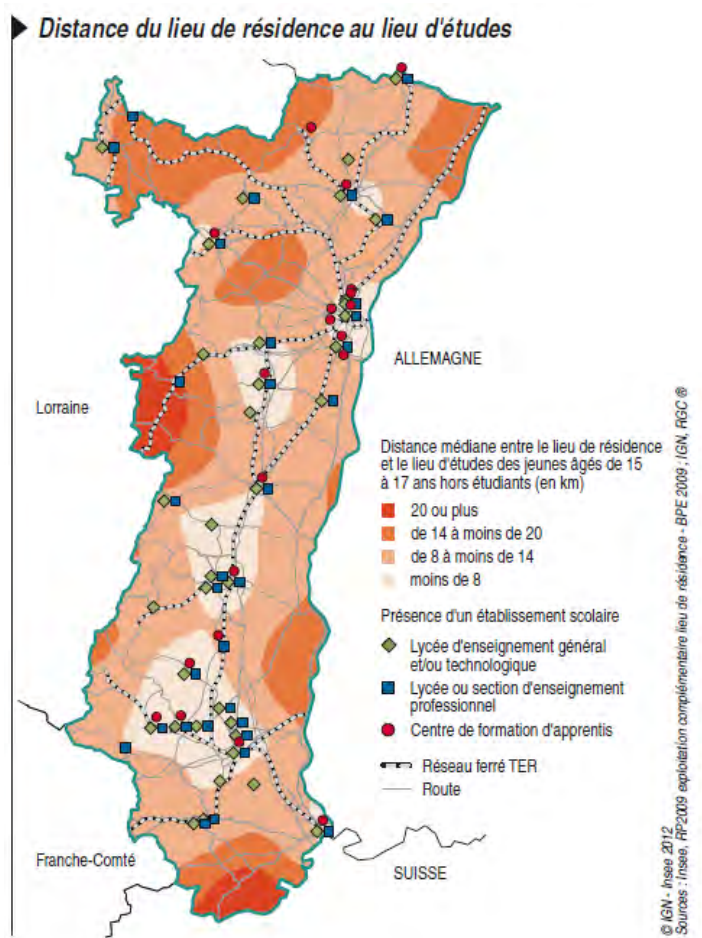 Distance du lieu de résidence au lieu d'études
ALLEMAGNE
Lorraine
Distance médiane entre le lieu de résidence
et le lieu d'études des jeunes âgés de 15
à 17 ans hors étudiants (en km)
20 ou plus
de 14 à moins de 20
de 8 à moins de 14
moins de 8
Présence d'un établissement scolaire
Lycée d'enseignement général
et/ou technologique
Lycée ou section d'enseignement
professionnel
Centre de formation d'apprentis
Réseau ferré TER
Route
Franche-Comté
SUISSE
© IGN - Insee 2012
Sources : Insee, RP2009 exploitation complémentaire lieu de résidence - BPE 2009 ; IGN, RGC ®